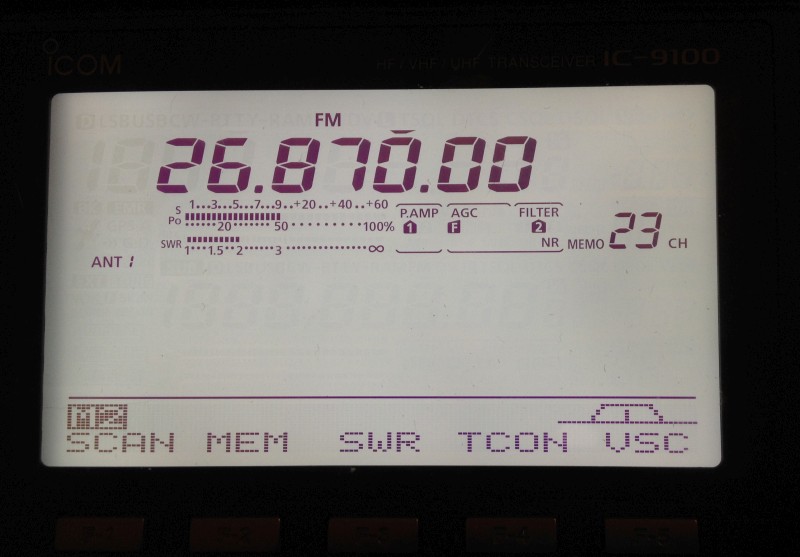 ICOM
HF/VHF/UHF TRANSCEIVER IC-9100
FM
26.870.00
S 1 3 5 7 9 +20 +40 +60
Po 20 50 100%
SWR 1 1.5 2 3 ∞
P.AMP AGC FILTER
1 F 2
NR
MEMO 23 CH
ANT 1
M1
SCAN MEM SWR TCON VSC